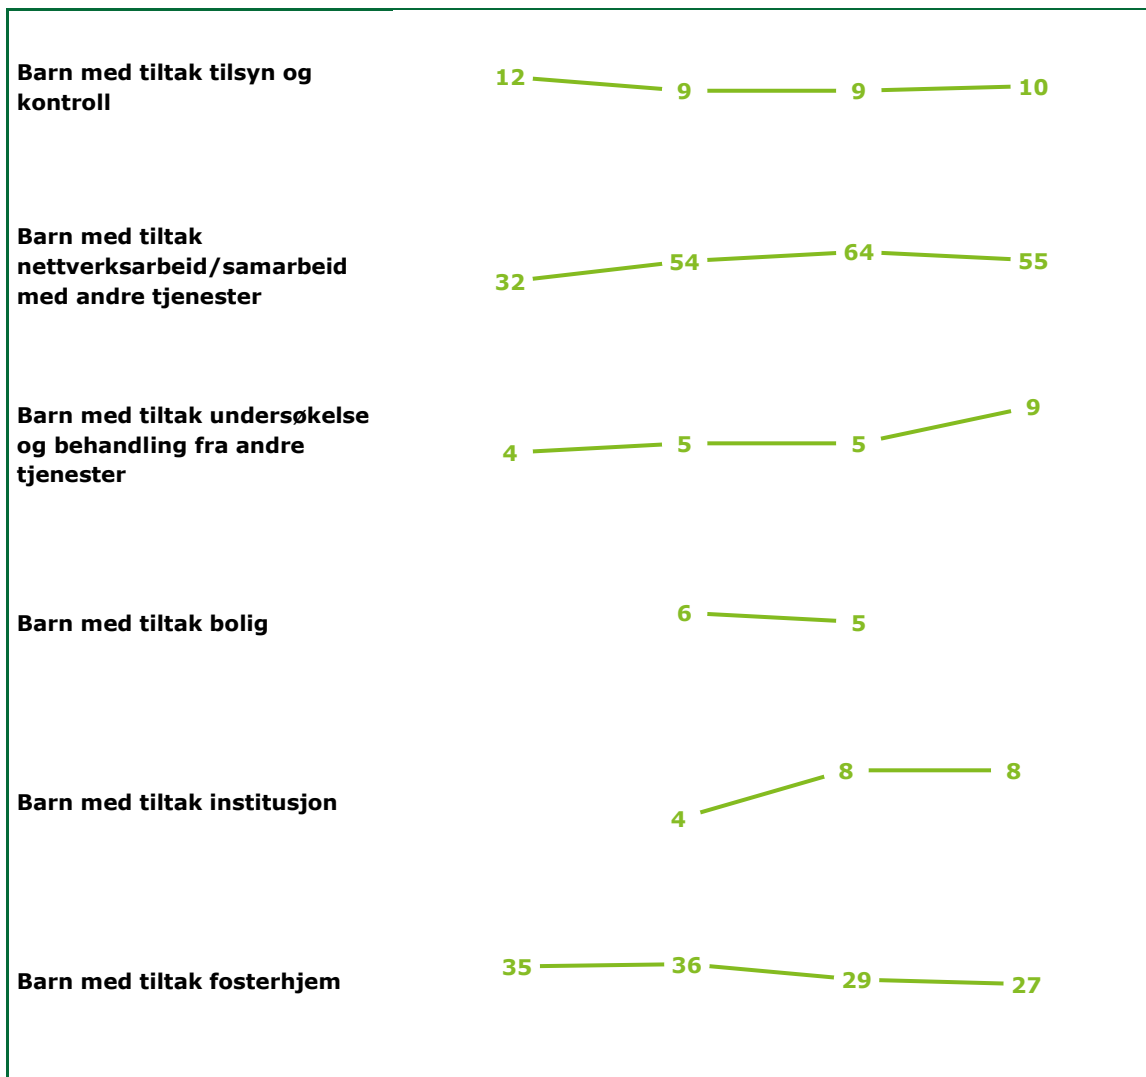 Barn med tiltak tilsyn og
kontroll
12 9 9 10
Barn med tiltak
nettverksarbeid/samarbeid
med andre tjenester
32 54 64 55
Barn med tiltak undersøkelse
og behandling fra andre
tjenester
4 5 5 9
Barn med tiltak bolig
6 5
Barn med tiltak institusjon
4 8 8
Barn med tiltak fosterhjem
35 36 29 27